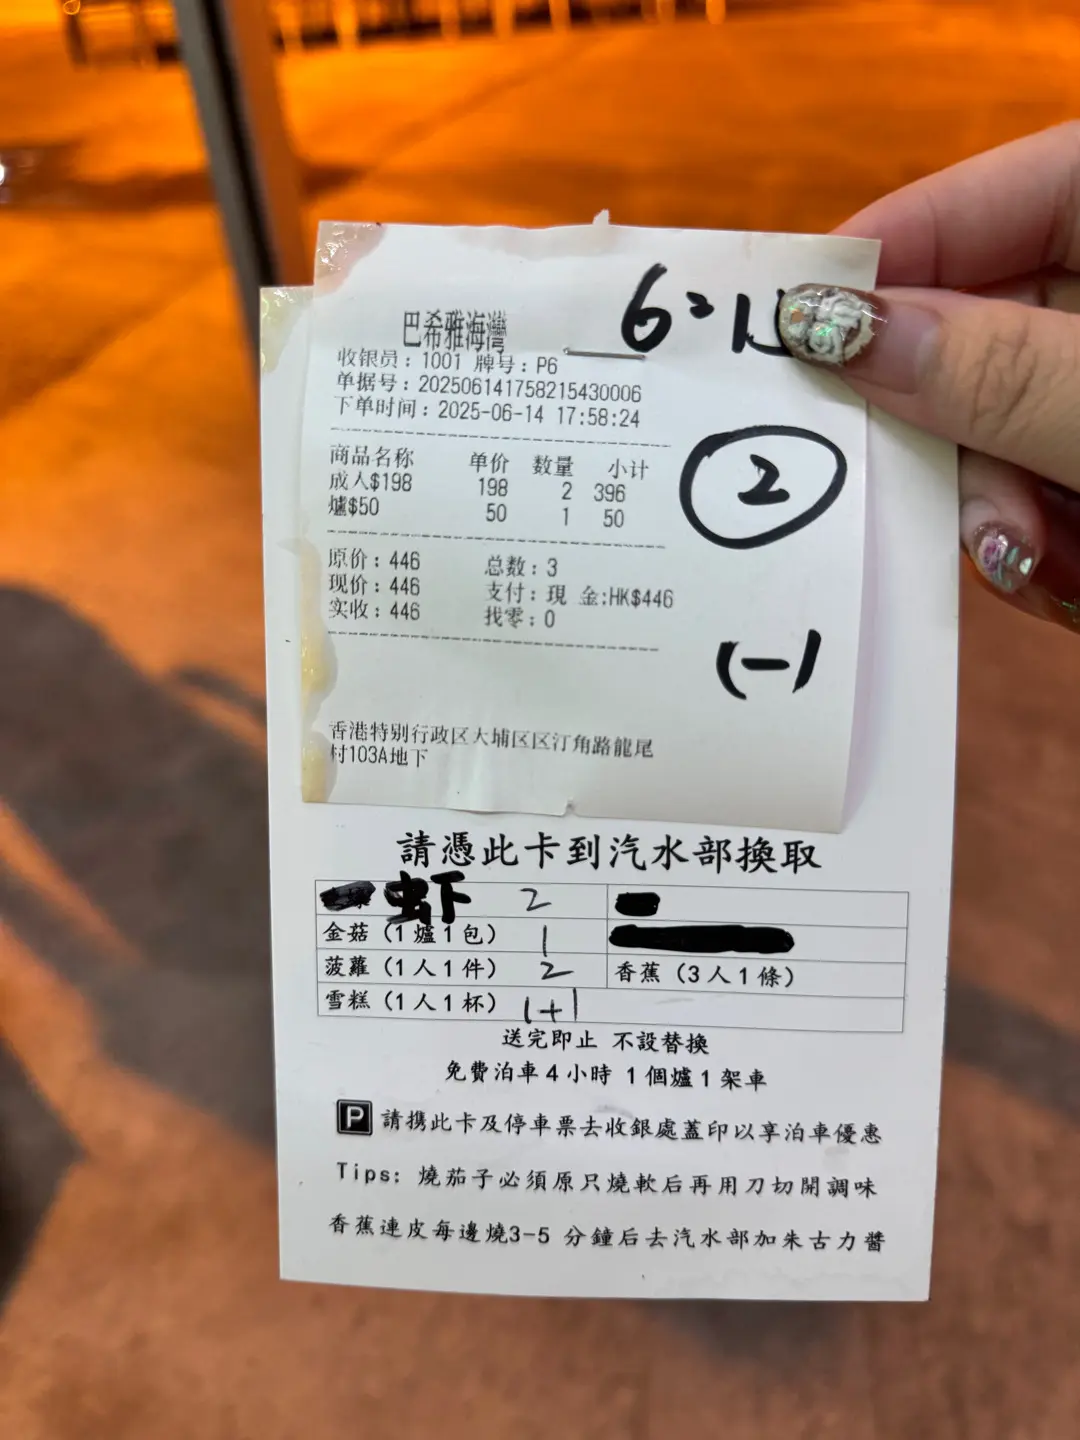 6:1
巴希雅海灣
收银员：1001 牌号：P6
单据号：202506141758215430006
下单时间：2025-06-14 17:58:24
商品名称 单价 数量 小计
成人$198 198 2 396
爐$50 50 1 50
2
原价：446 总数：3
现价：446 支付：現 金:HK$446
实收：446 找零：0
(一)
香港特别行政区大埔区区汀角路龍尾
村103A地下
請憑此卡到汽水部換取
虾 2
金菇（1爐1包） 1
菠蘿（1人1件） 2 香蕉（3人1條）
雪糕（1人1杯） 1+1
送完即止 不設替換
免費泊車4小時 1個爐1架車
P 請携此卡及停車票去收銀處蓋印以享泊車優惠
Tips: 燒茄子必須原只燒軟后再用刀切開調味
香蕉連皮每邊燒3-5 分鐘后去汽水部加朱古力醬